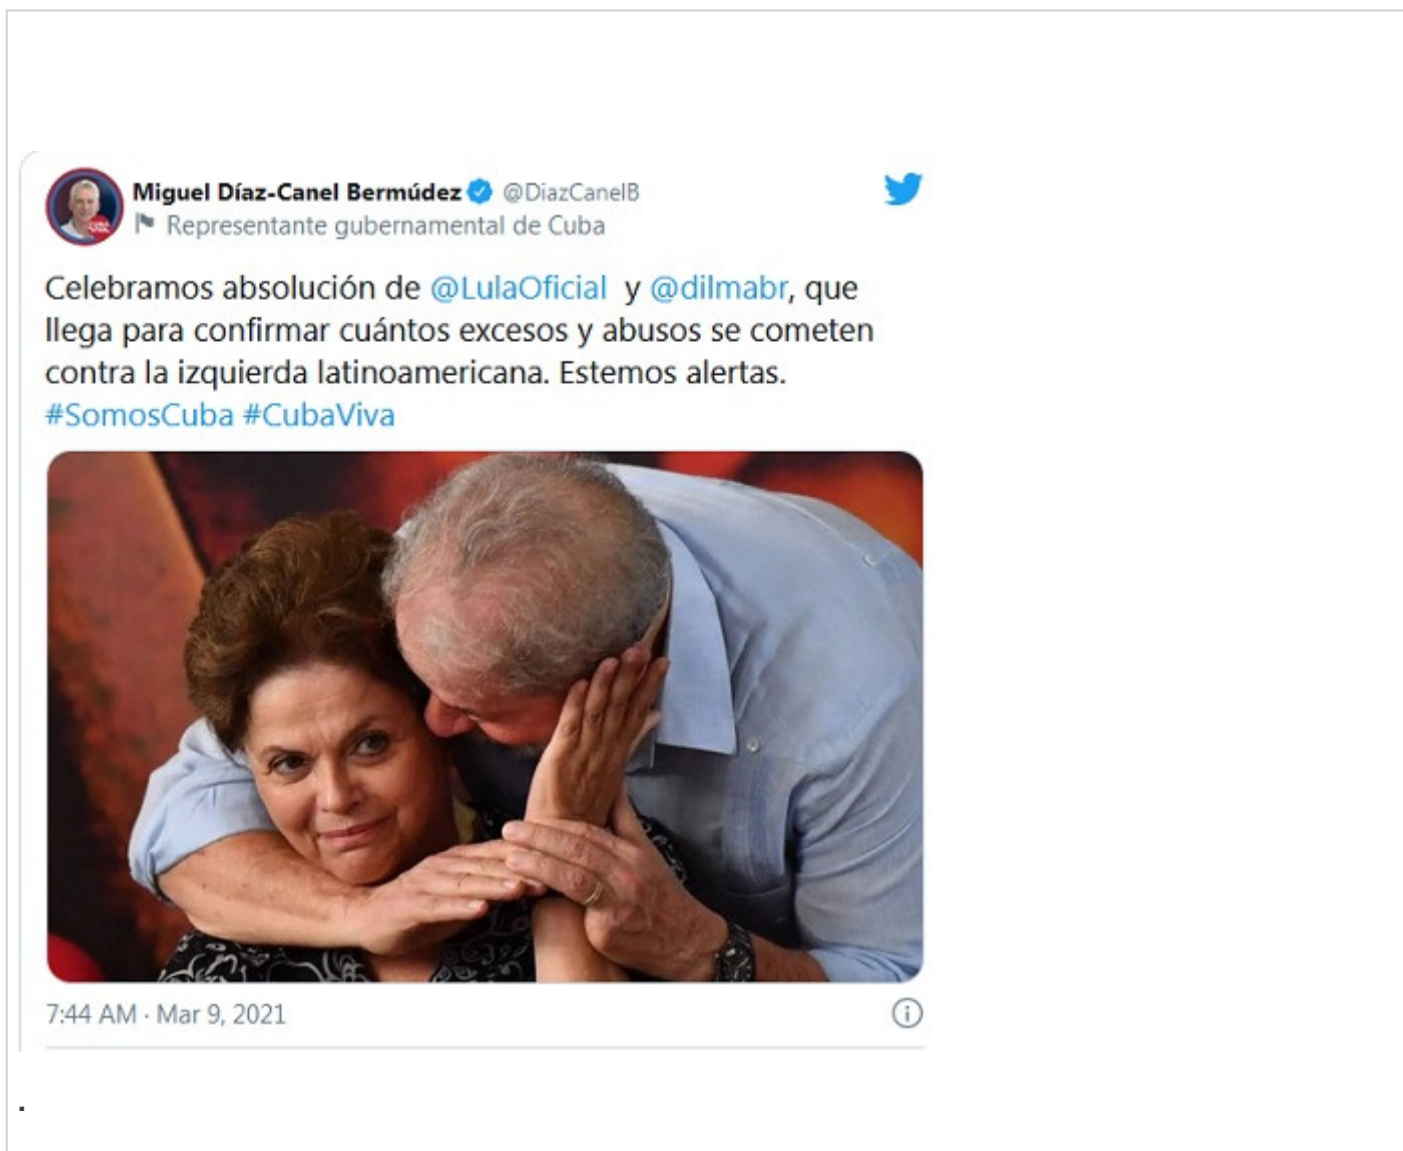 Miguel Díaz-Canel Bermúdez @DiazCanelB
Representante gubernamental de Cuba
Celebramos absolución de @LulaOficial y @dilmabr, que
llega para confirmar cuántos excesos y abusos se cometen
contra la izquierda latinoamericana. Estemos alertas.
#SomosCuba #CubaViva
7:44 AM · Mar 9, 2021
.